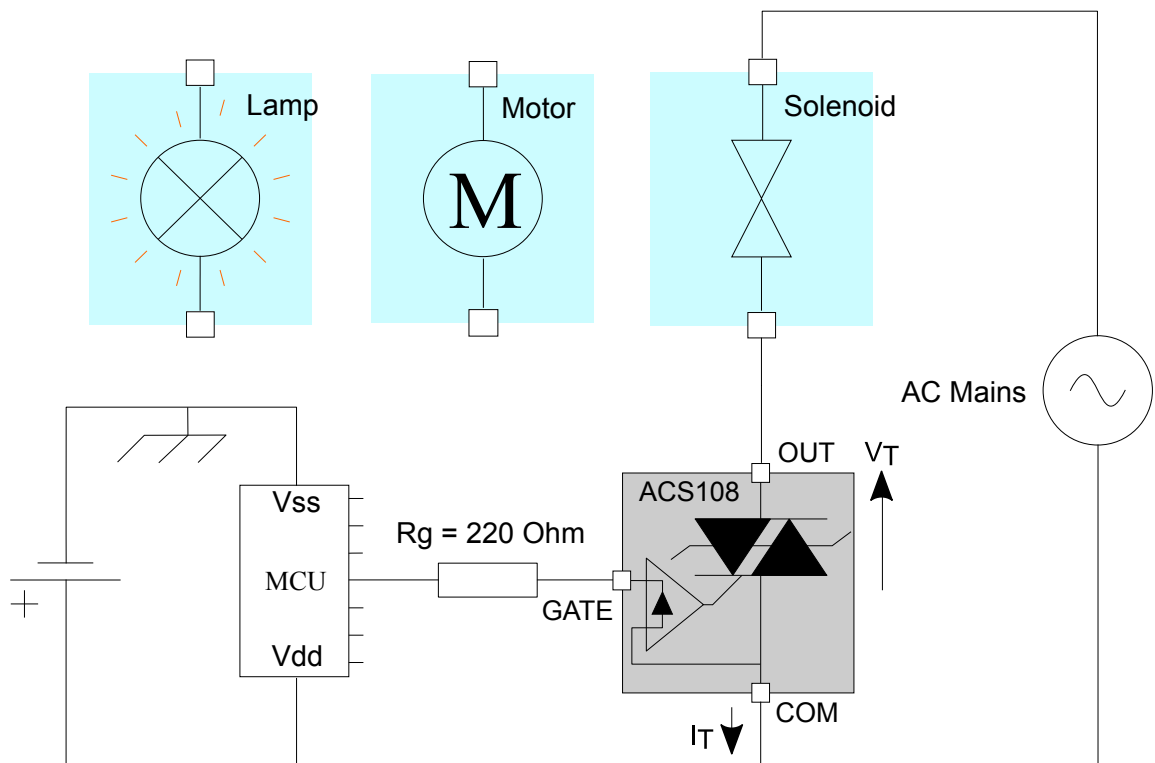 Lamp
Motor
Solenoid
M
AC Mains
OUT
VT
ACS108
Vss
Rg = 220 Ohm
MCU
GATE
+
Vdd
COM
IT